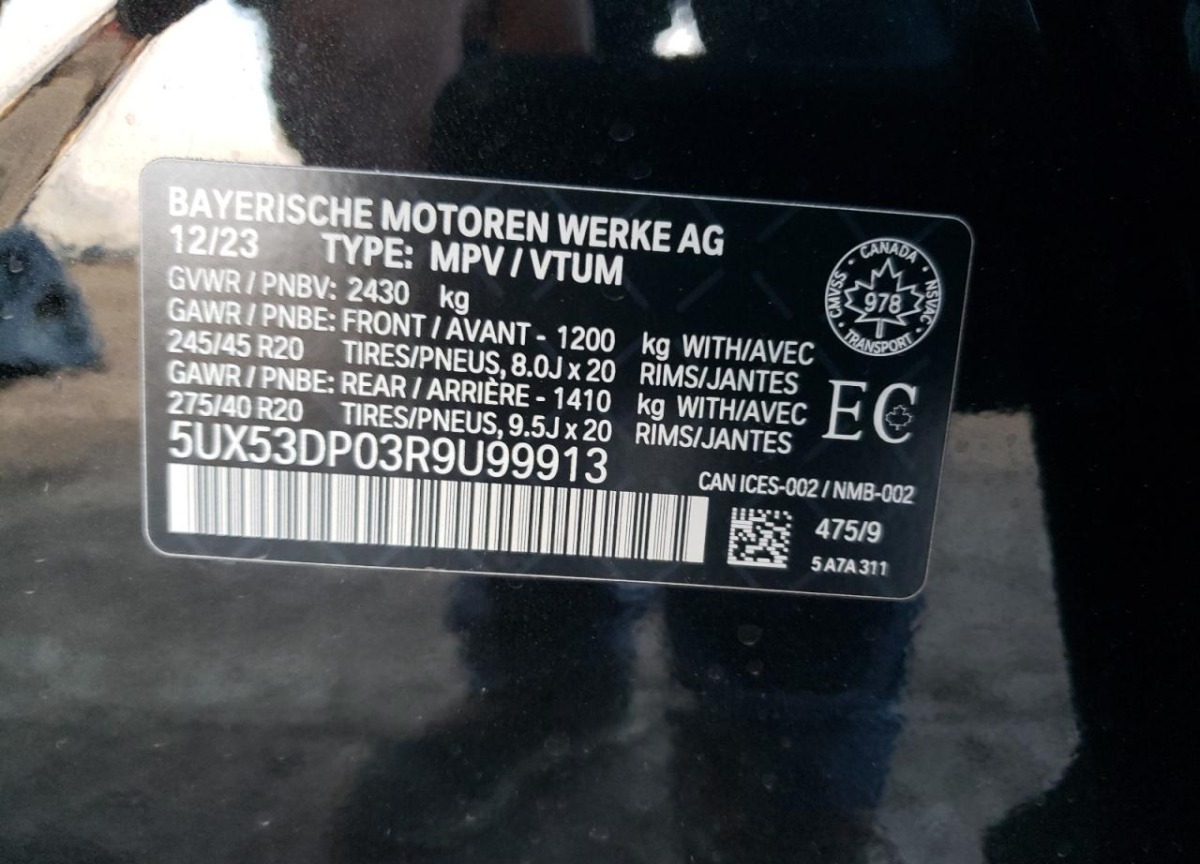 BAYERISCHE MOTOREN WERKE AG
12/23 TYPE: MPV / VTUM
GVWR / PNBV: 2430 kg
GAWR / PNBE: FRONT / AVANT - 1200 kg WITH/AVEC
245/45 R20 TIRES/PNEUS, 8.0J x 20 RIMS/JANTES
GAWR / PNBE: REAR / ARRIÈRE - 1410 kg WITH/AVEC
275/40 R20 TIRES/PNEUS, 9.5J x 20 RIMS/JANTES
5UX53DP03R9U99913
CANADA
CMVSS 978 NSVAC
TRANSPORT
EC
CAN ICES-002 / NMB-002
475/9
5 A7A 311